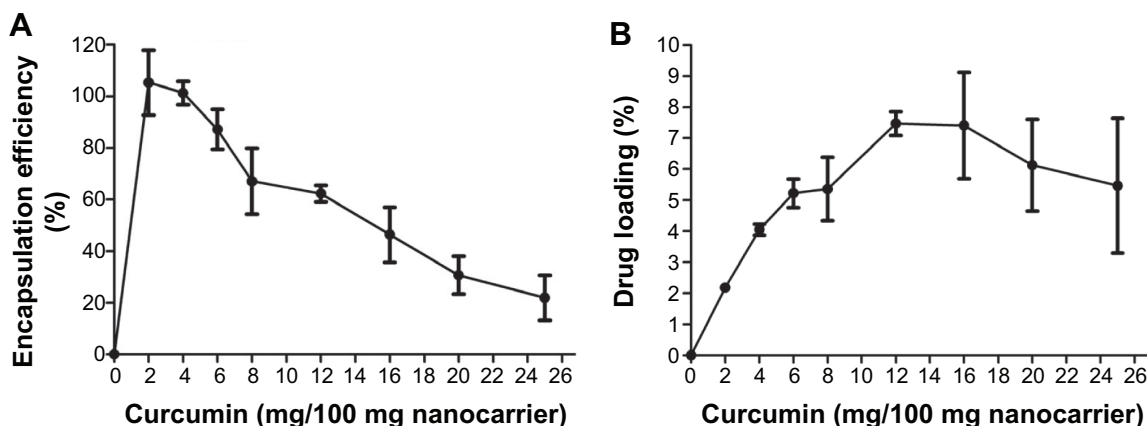 A
Encapsulation efficiency
(%)
120
100
80
60
40
20
0
0 2 4 6 8 10 12 14 16 18 20 22 24 26
Curcumin (mg/100 mg nanocarrier)
B
Drug loading (%)
10
9
8
7
6
5
4
3
2
1
0
0 2 4 6 8 10 12 14 16 18 20 22 24 26
Curcumin (mg/100 mg nanocarrier)